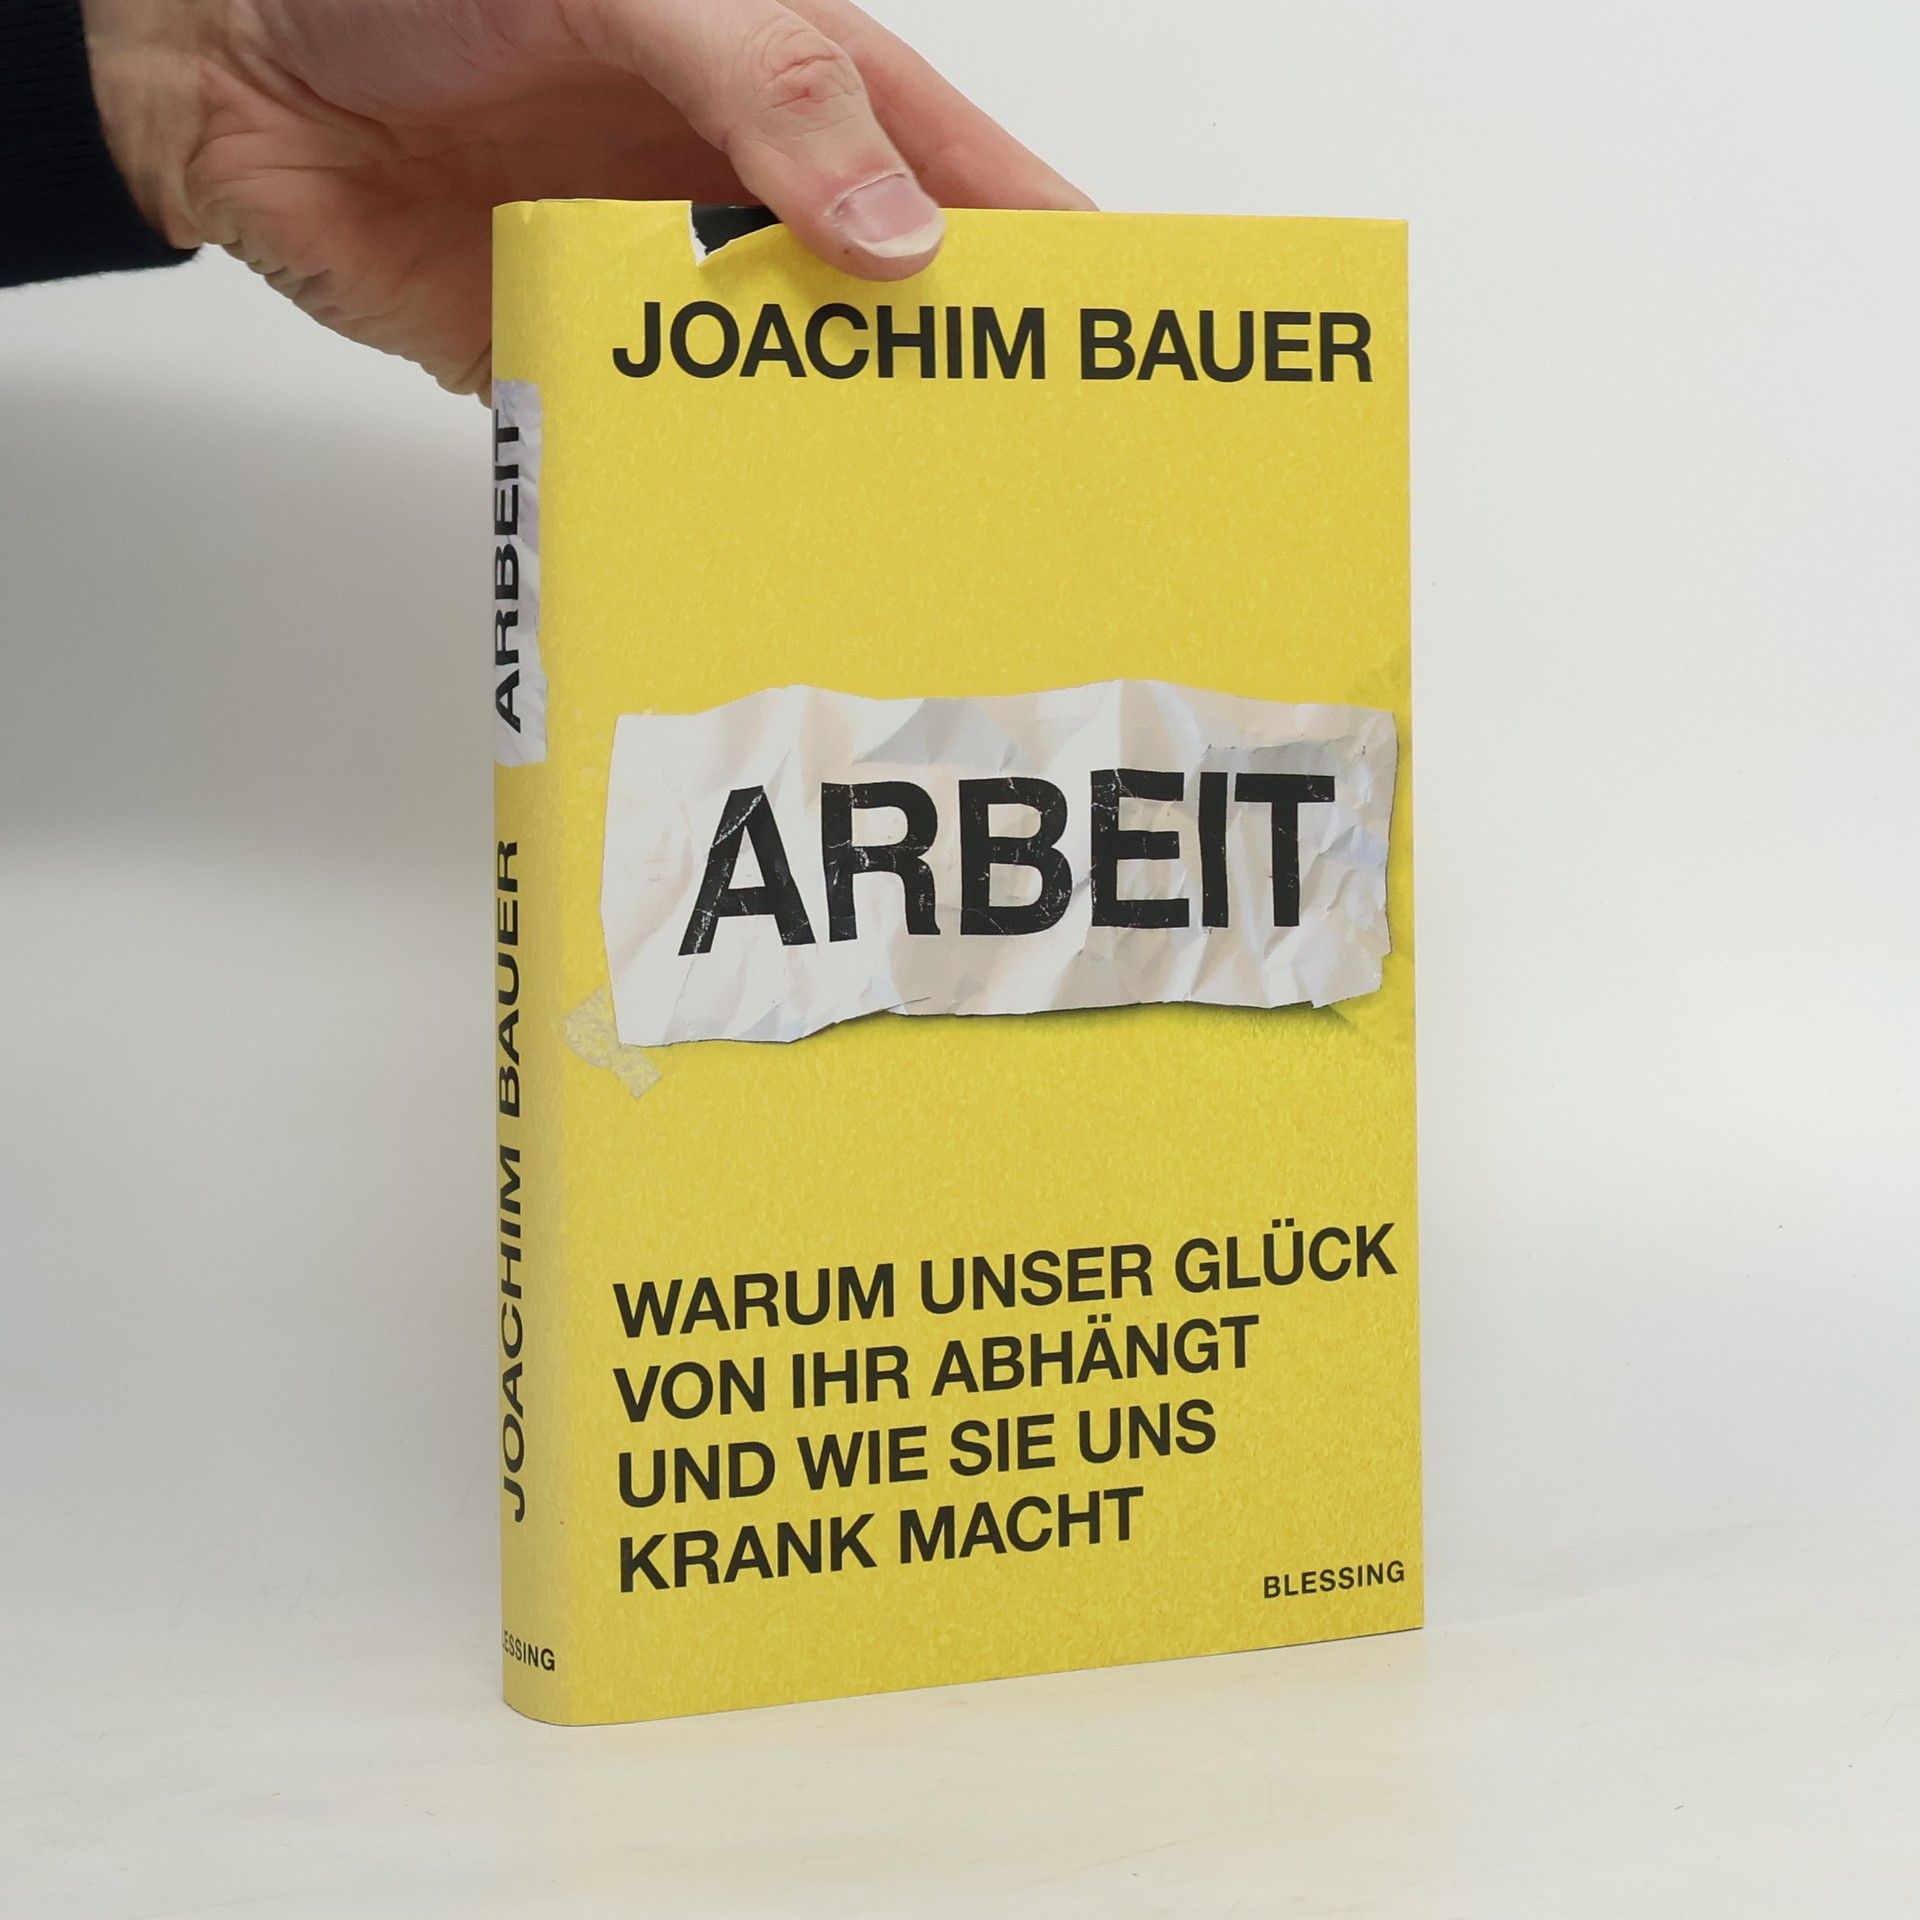 JOACHIM BAUER
ARBEIT
WARUM UNSER GLÜCK
VON IHR ABHÄNGT
UND WIE SIE UNS
KRANK MACHT
BLESSING
JOACHIM BAUER ARBEIT